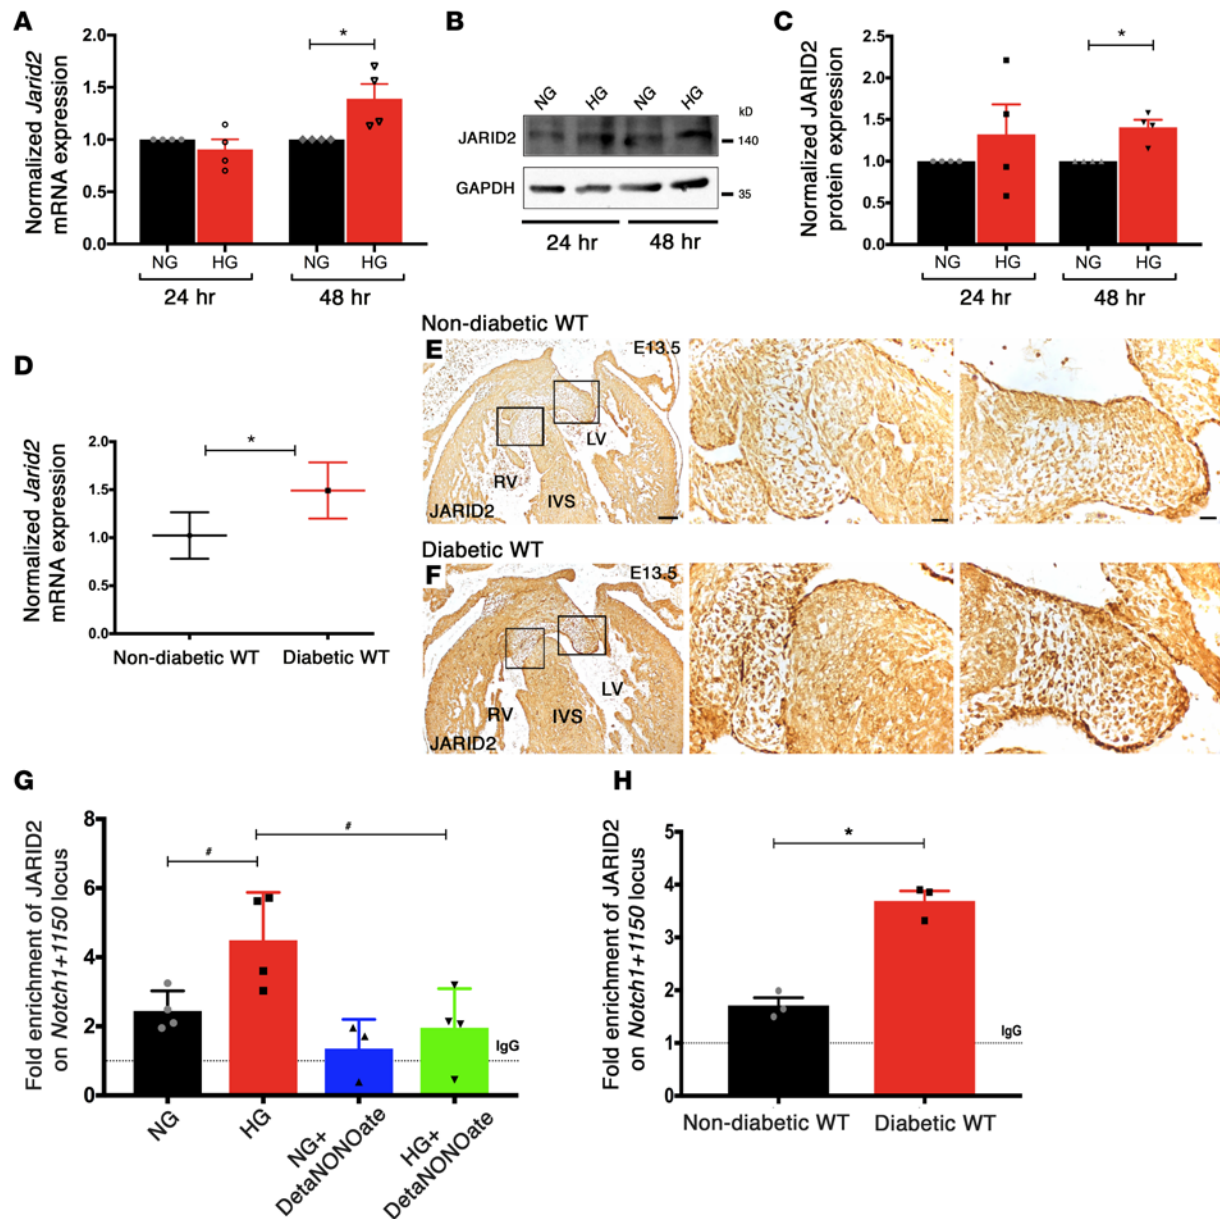 A
Normalized Jarid2
mRNA expression
2.0
1.5
1.0
0.5
0.0
*
NG
HG
NG
HG
24 hr
48 hr
B
NG
HG
NG
HG
kD
JARID2
140
GAPDH
35
24 hr
48 hr
C
Normalized JARID2
protein expression
2.5
2.0
1.5
1.0
0.5
0.0
*
NG
HG
NG
HG
24 hr
48 hr
D
Normalized Jarid2
mRNA expression
2.0
1.5
1.0
0.5
0.0
*
Non-diabetic WT
Diabetic WT
Non-diabetic WT
E
E13.5
LV
RV
IVS
JARID2
Diabetic WT
F
E13.5
LV
RV
IVS
JARID2
G
Fold enrichment of JARID2
on Notch1+1150 locus
8
6
4
2
0
#
#
IgG
NG
HG
NG+
DetaNONOate
HG+
DetaNONOate
H
Fold enrichment of JARID2
on Notch1+1150 locus
5
4
3
2
1
0
*
IgG
Non-diabetic WT
Diabetic WT